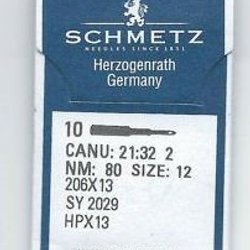 SCHMETZ
NEEDLES SINCE 1851
Herzogenrath
Germany
10
CANU: 21:32 2
NM: 80 SIZE: 12
206X13
SY 2029
HPX13